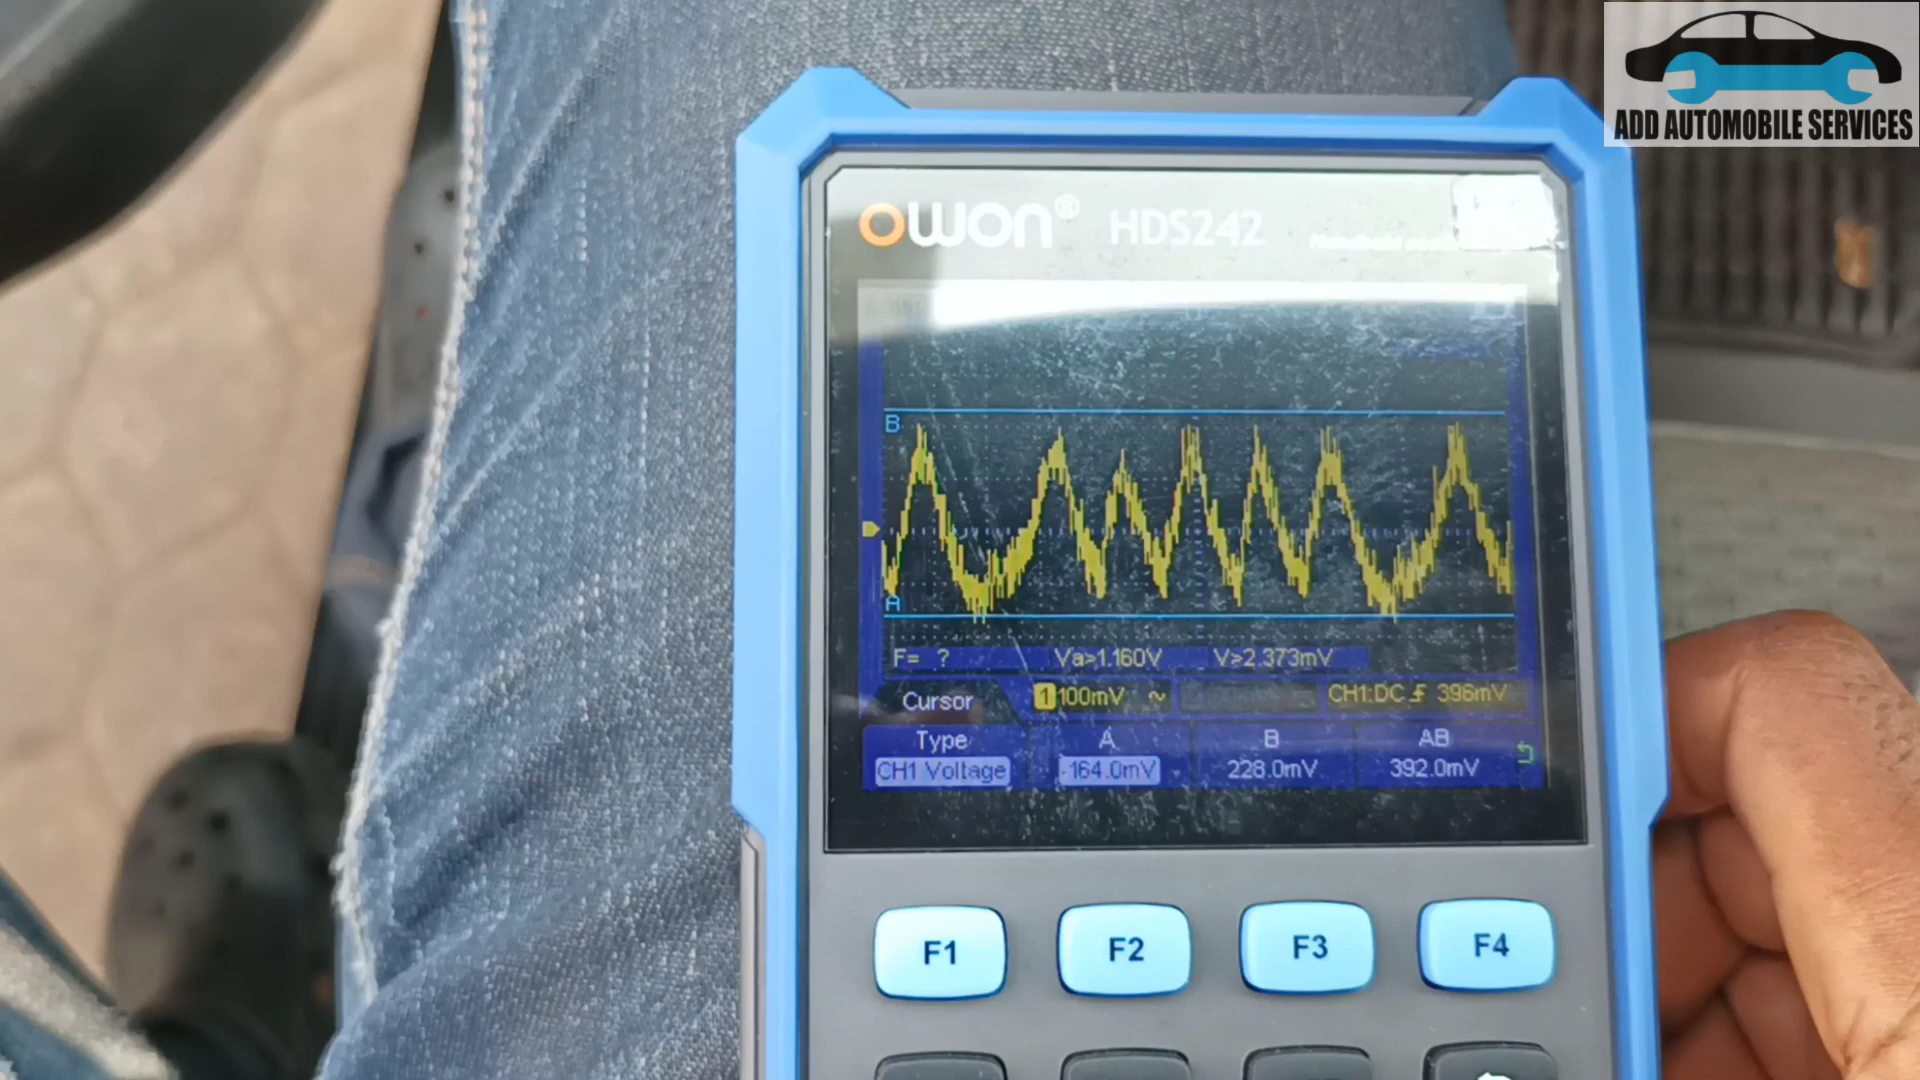 ADD AUTOMOBILE SERVICES
OWON® HDS242
B
A
F= ? Va>1.160V V>2.373mV
Cursor 1 100mV ~ CH1:DC 396mV
Type A B AB
CH1 Voltage -164.0mV 228.0mV 392.0mV
F1 F2 F3 F4